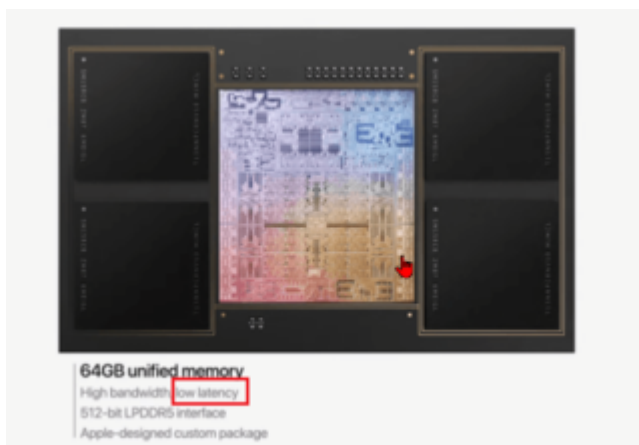 64GB unified memory
High bandwidth, low latency
512-bit LPDDR5 interface
Apple-designed custom package